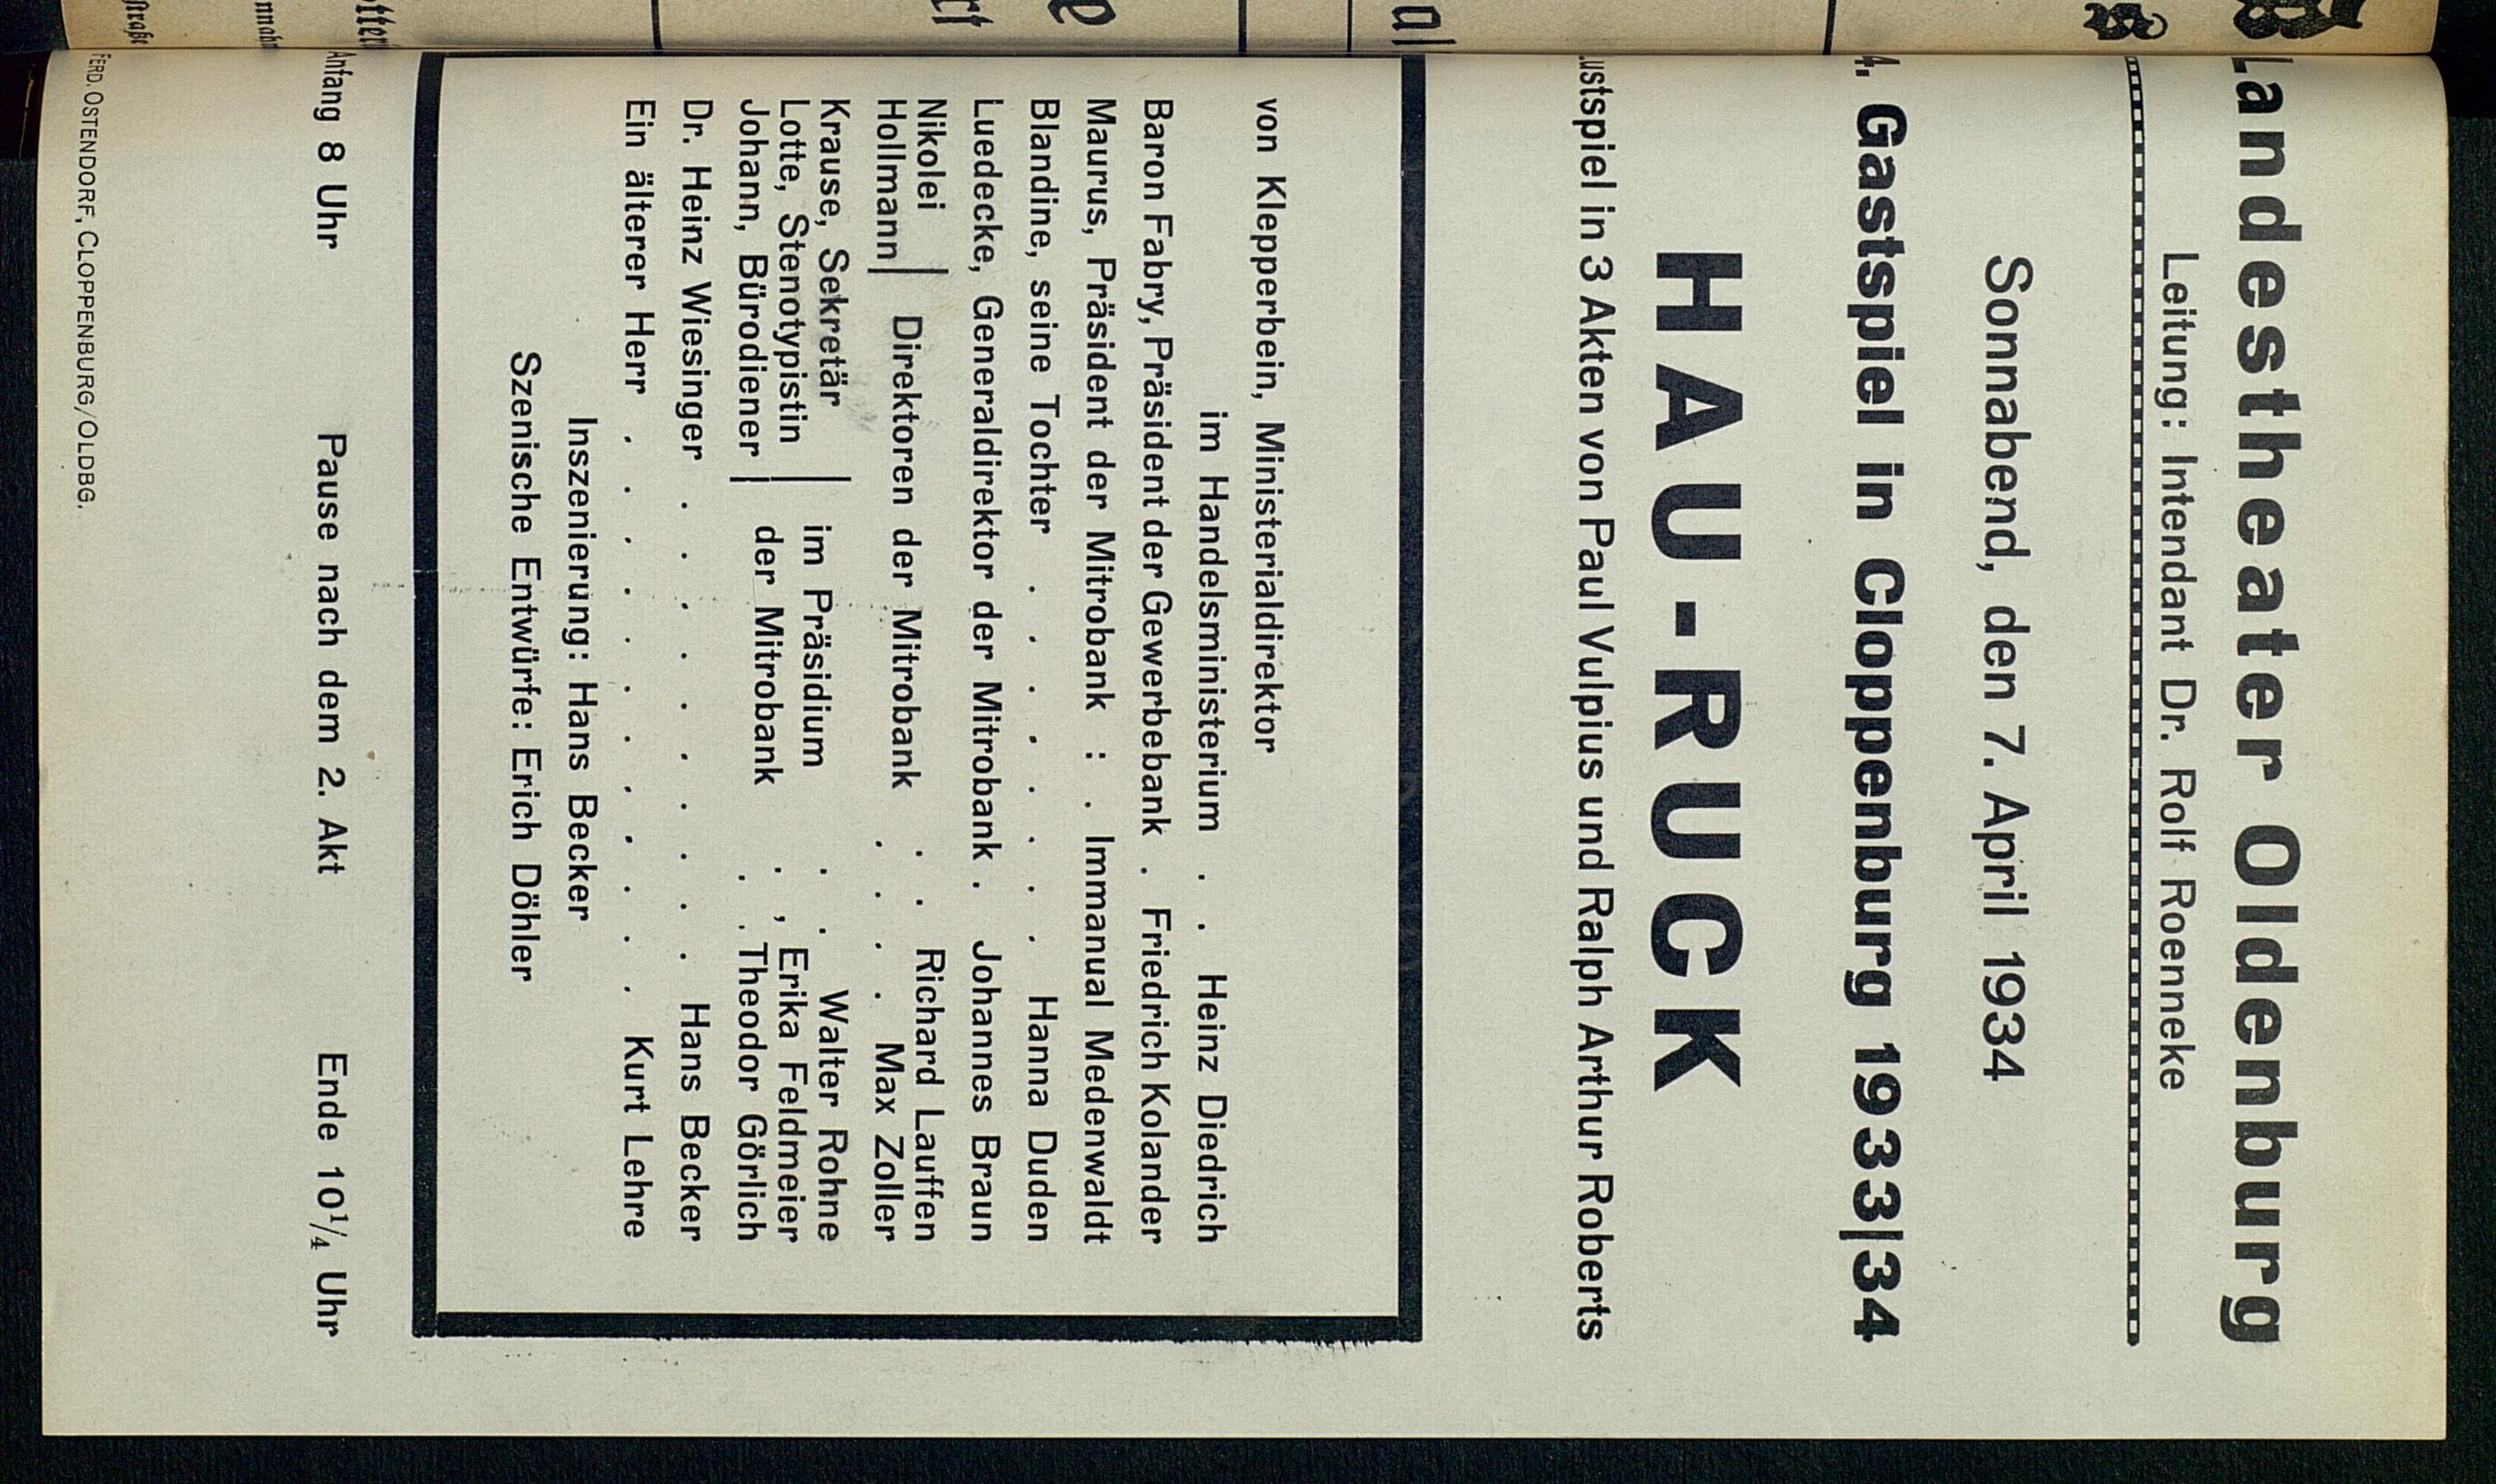 Landestheater Oldenburg
Leitung: Intendant Dr. Rolf Roenneke
Sonnabend, den 7. April 1934
4. Gastspiel in Cloppenburg 1933|34
HAU-RUCK
Lustspiel in 3 Akten von Paul Vulpius und Ralph Arthur Roberts
von Klepperbein, Ministerialdirektor
im Handelsministerium . . Heinz Diedrich
Baron Fabry, Präsident der Gewerbebank . Friedrich Kolander
Maurus, Präsident der Mitrobank : . Immanual Medenwaldt
Blandine, seine Tochter . . . . . . . . Hanna Duden
Luedecke, Generaldirektor der Mitrobank . Johannes Braun
Nikolei | Direktoren der Mitrobank . . Richard Lauffen
Hollmann | . . . . Max Zoller
Krause, Sekretär | im Präsidium . . Walter Rohne
Lotte, Stenotypistin | . , Erika Feldmeier
Johann, Bürodiener | der Mitrobank . . Theodor Görlich
Dr. Heinz Wiesinger . . . . . . . . . . Hans Becker
Ein älterer Herr . . . . . . . . . . . . Kurt Lehre
Inszenierung: Hans Becker
Szenische Entwürfe: Erich Döhler
Anfang 8 Uhr Pause nach dem 2. Akt Ende 10¹/₄ Uhr
FERD. OSTENDORF, CLOPPENBURG/OLDBG.